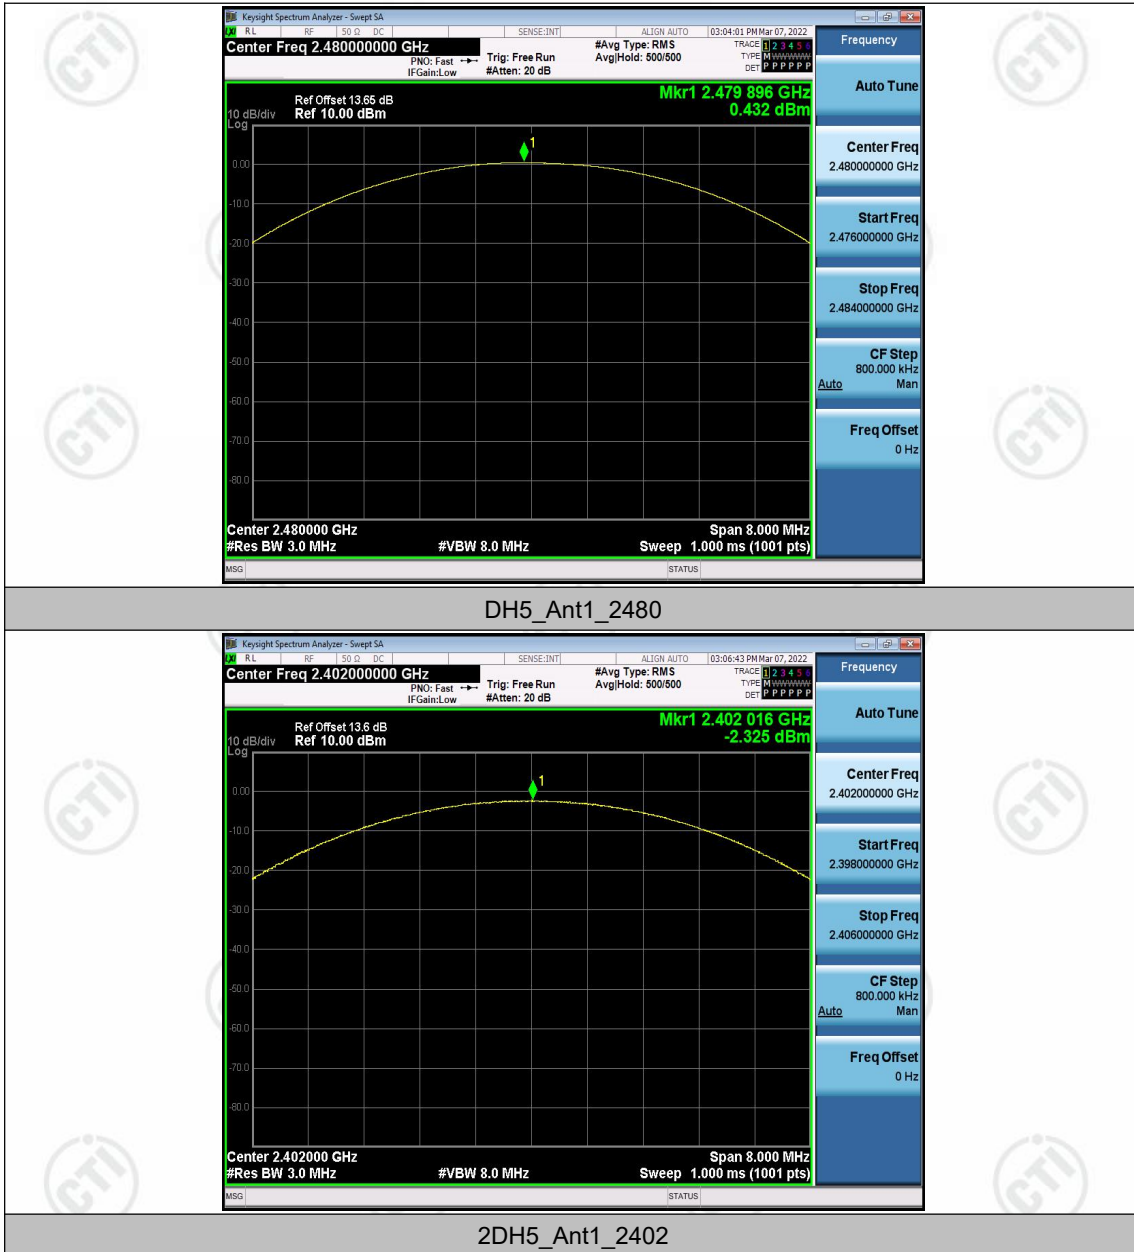 Keysight Spectrum Analyzer - Swept SA
LXI RL RF 50 Ω DC SENSE:INT ALIGN AUTO 03:04:01 PM Mar 07, 2022
Center Freq 2.480000000 GHz
PNO: Fast
IFGain:Low
Trig: Free Run
#Atten: 20 dB
#Avg Type: RMS
Avg|Hold: 500/500
TRACE 1 2 3 4 5 6
TYPE M WWWWW
DET P P P P P P
Frequency
Auto Tune
Center Freq
2.480000000 GHz
Start Freq
2.476000000 GHz
Stop Freq
2.484000000 GHz
CF Step
800.000 kHz
Auto Man
Freq Offset
0 Hz
Mkr1 2.479 896 GHz
0.432 dBm
Ref Offset 13.65 dB
10 dB/div Ref 10.00 dBm
Log
1
0.00
-10.0
-20.0
-30.0
-40.0
-50.0
-60.0
-70.0
-80.0
Center 2.480000 GHz Span 8.000 MHz
#Res BW 3.0 MHz #VBW 8.0 MHz Sweep 1.000 ms (1001 pts)
MSG STATUS
DH5_Ant1_2480
Keysight Spectrum Analyzer - Swept SA
LXI RL RF 50 Ω DC SENSE:INT ALIGN AUTO 03:06:43 PM Mar 07, 2022
Center Freq 2.402000000 GHz
PNO: Fast
IFGain:Low
Trig: Free Run
#Atten: 20 dB
#Avg Type: RMS
Avg|Hold: 500/500
TRACE 1 2 3 4 5 6
TYPE M WWWWW
DET P P P P P P
Frequency
Auto Tune
Center Freq
2.402000000 GHz
Start Freq
2.398000000 GHz
Stop Freq
2.406000000 GHz
CF Step
800.000 kHz
Auto Man
Freq Offset
0 Hz
Mkr1 2.402 016 GHz
-2.325 dBm
Ref Offset 13.6 dB
10 dB/div Ref 10.00 dBm
Log
1
0.00
-10.0
-20.0
-30.0
-40.0
-50.0
-60.0
-70.0
-80.0
Center 2.402000 GHz Span 8.000 MHz
#Res BW 3.0 MHz #VBW 8.0 MHz Sweep 1.000 ms (1001 pts)
MSG STATUS
2DH5_Ant1_2402
CTI
CTI
CTI
CTI
CTI
CTI
CTI
CTI